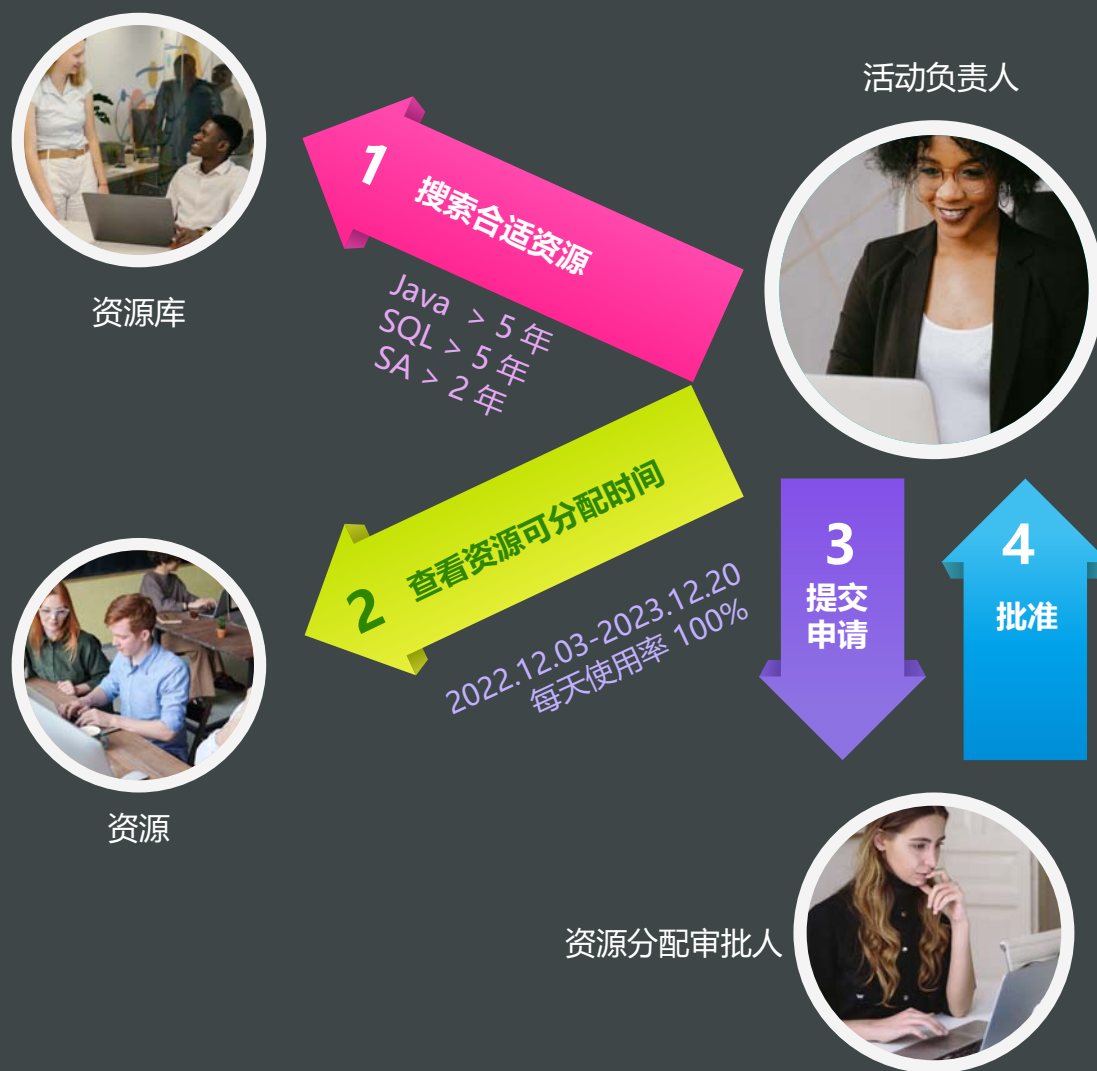 活动负责人
1
搜索合适资源
资源库
Java > 5 年
SQL > 5 年
SA > 2 年
2
查看资源可分配时间
2022.12.03-2023.12.20
每天使用率 100%
3
提交
申请
4
批准
资源
资源分配审批人